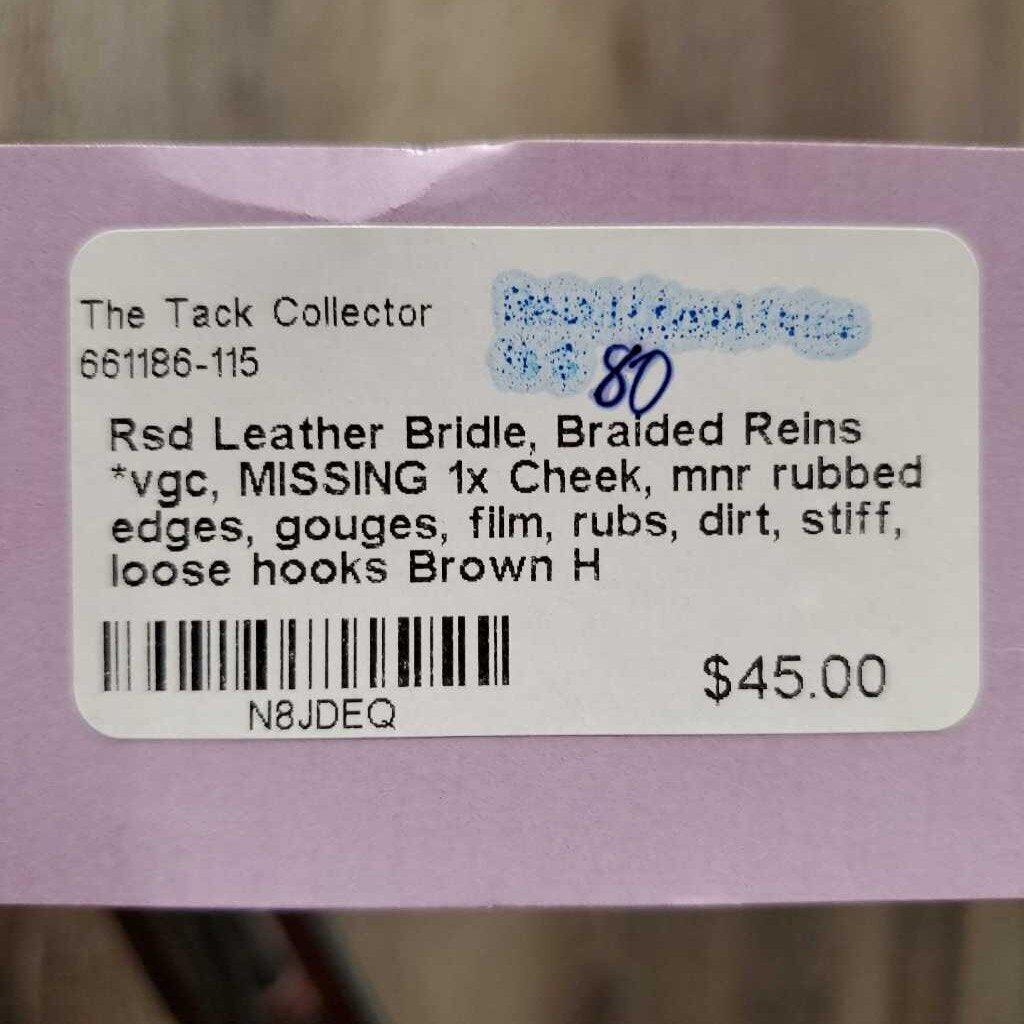 The Tack Collector
661186-115
80
Rsd Leather Bridle, Braided Reins
*vgc, MISSING 1x Cheek, mnr rubbed
edges, gouges, film, rubs, dirt, stiff,
loose hooks Brown H
N8JDEQ
$45.00